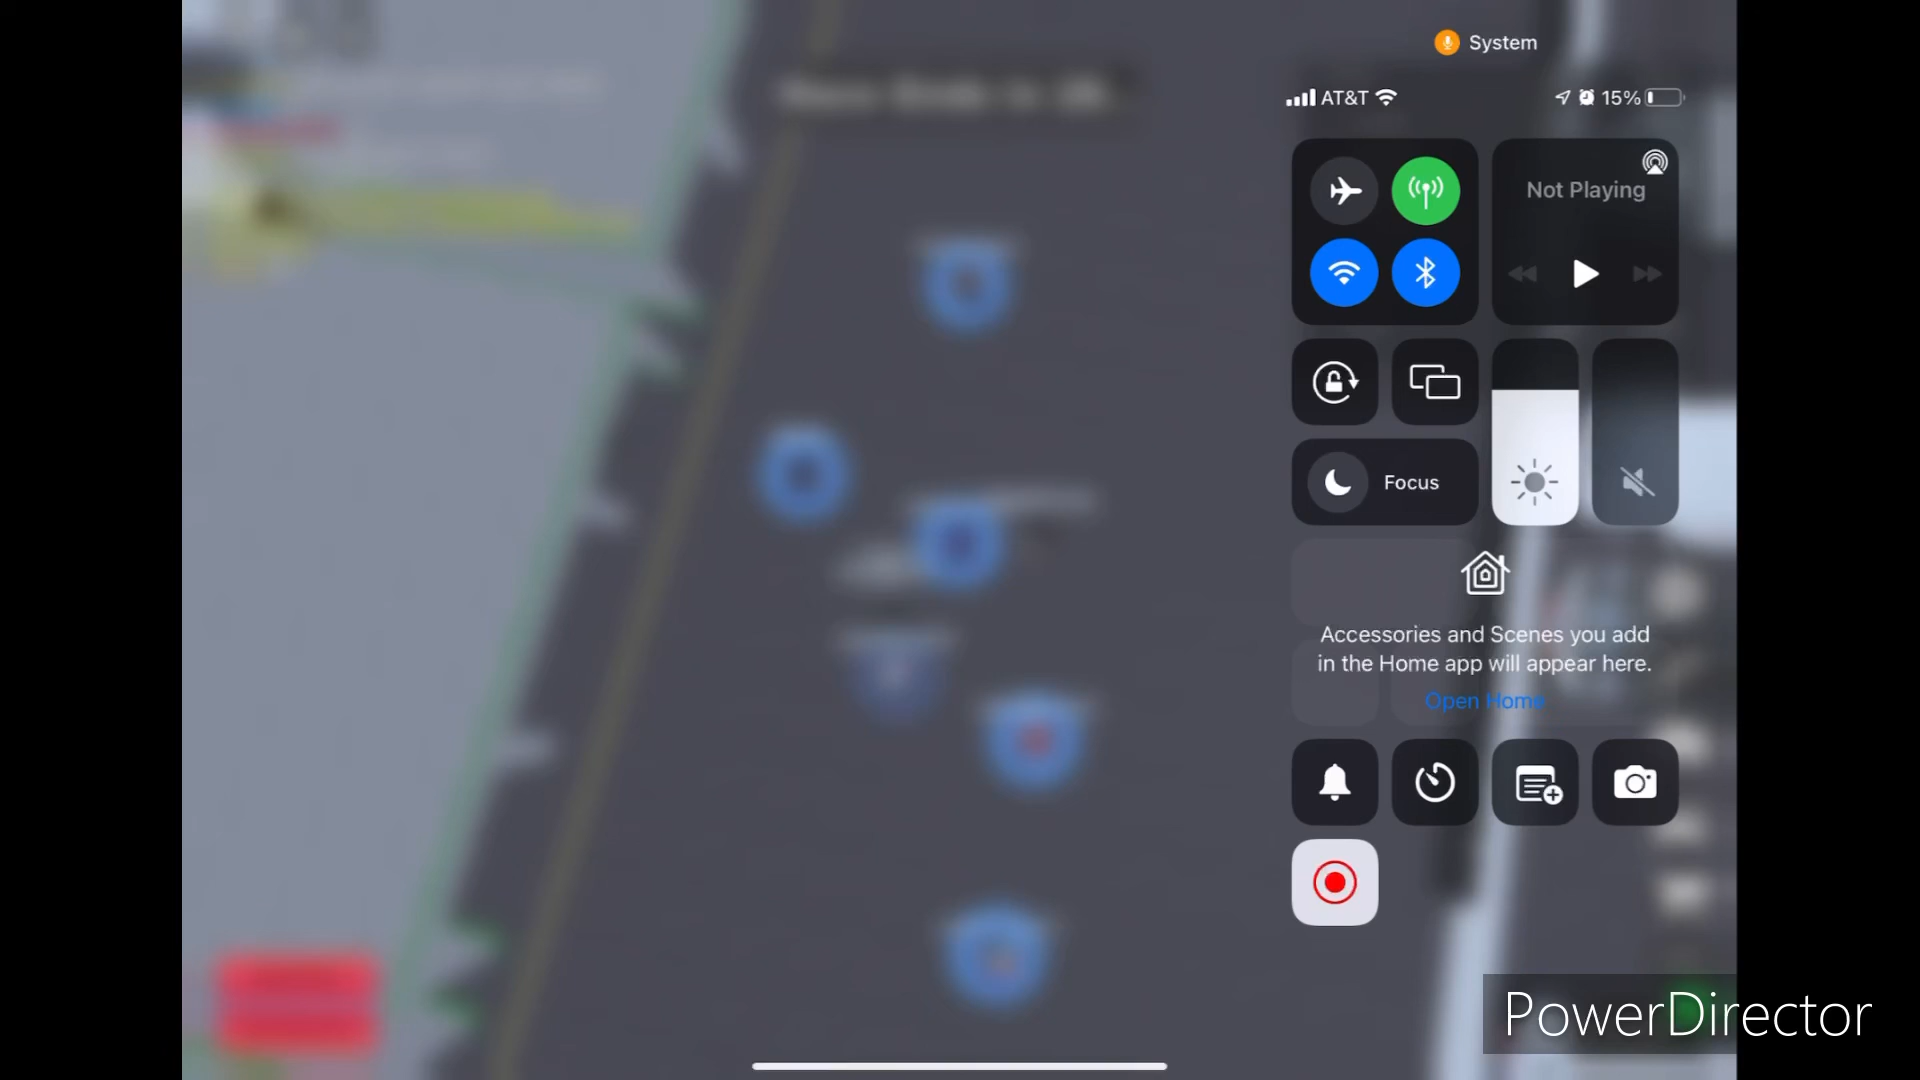 System
AT&T
15%
Not Playing
Focus
Accessories and Scenes you add
in the Home app will appear here.
Open Home
PowerDirector